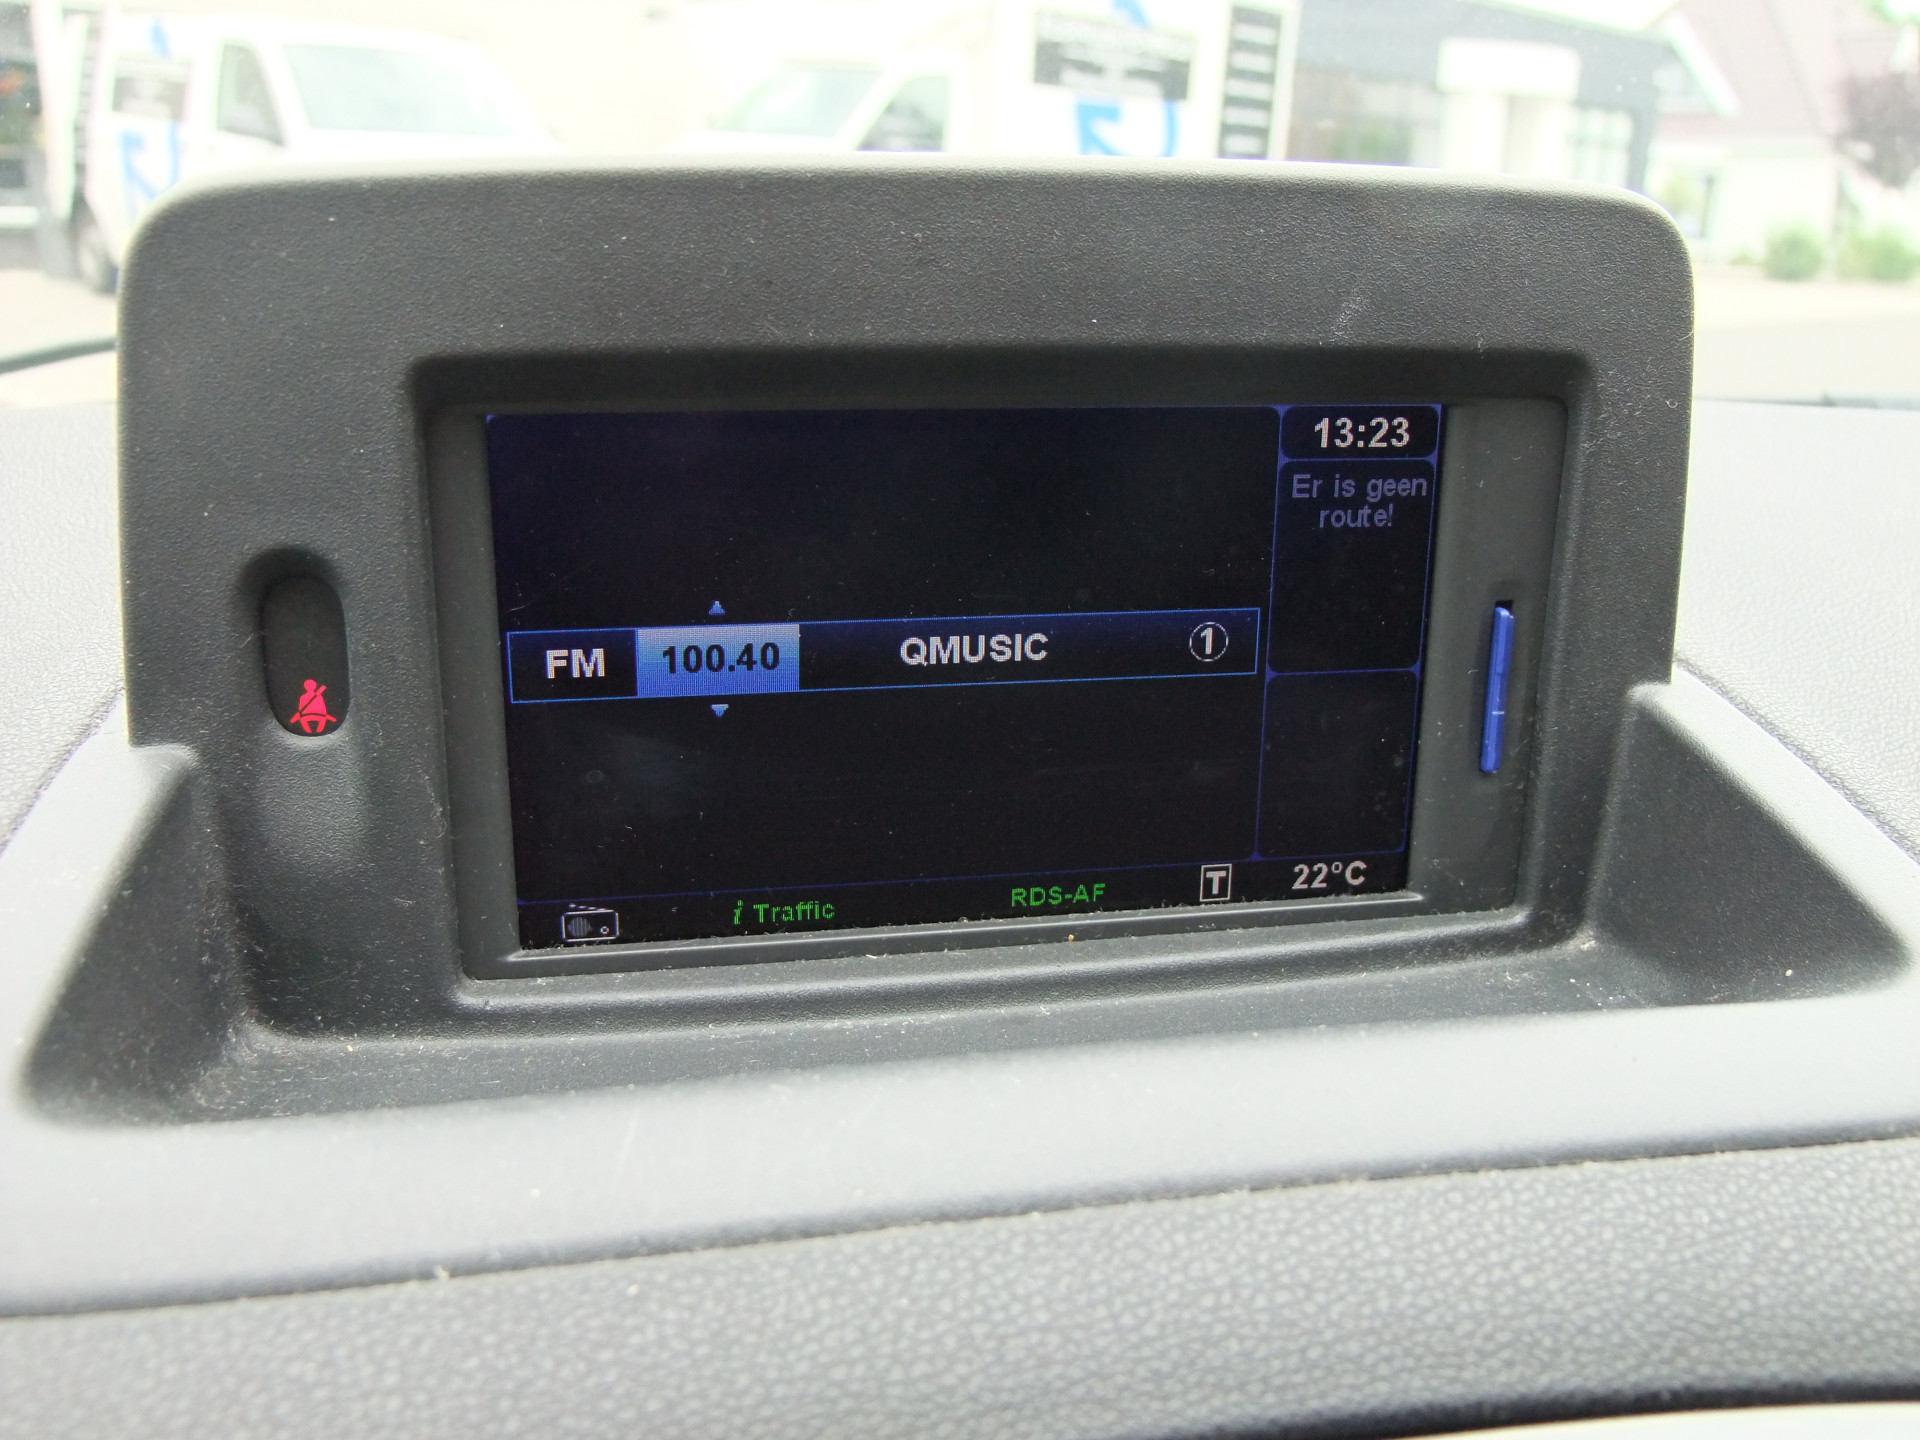 13:23
Er is geen
route!
FM 100.40 QMUSIC 1
i Traffic RDS-AF T 22°C